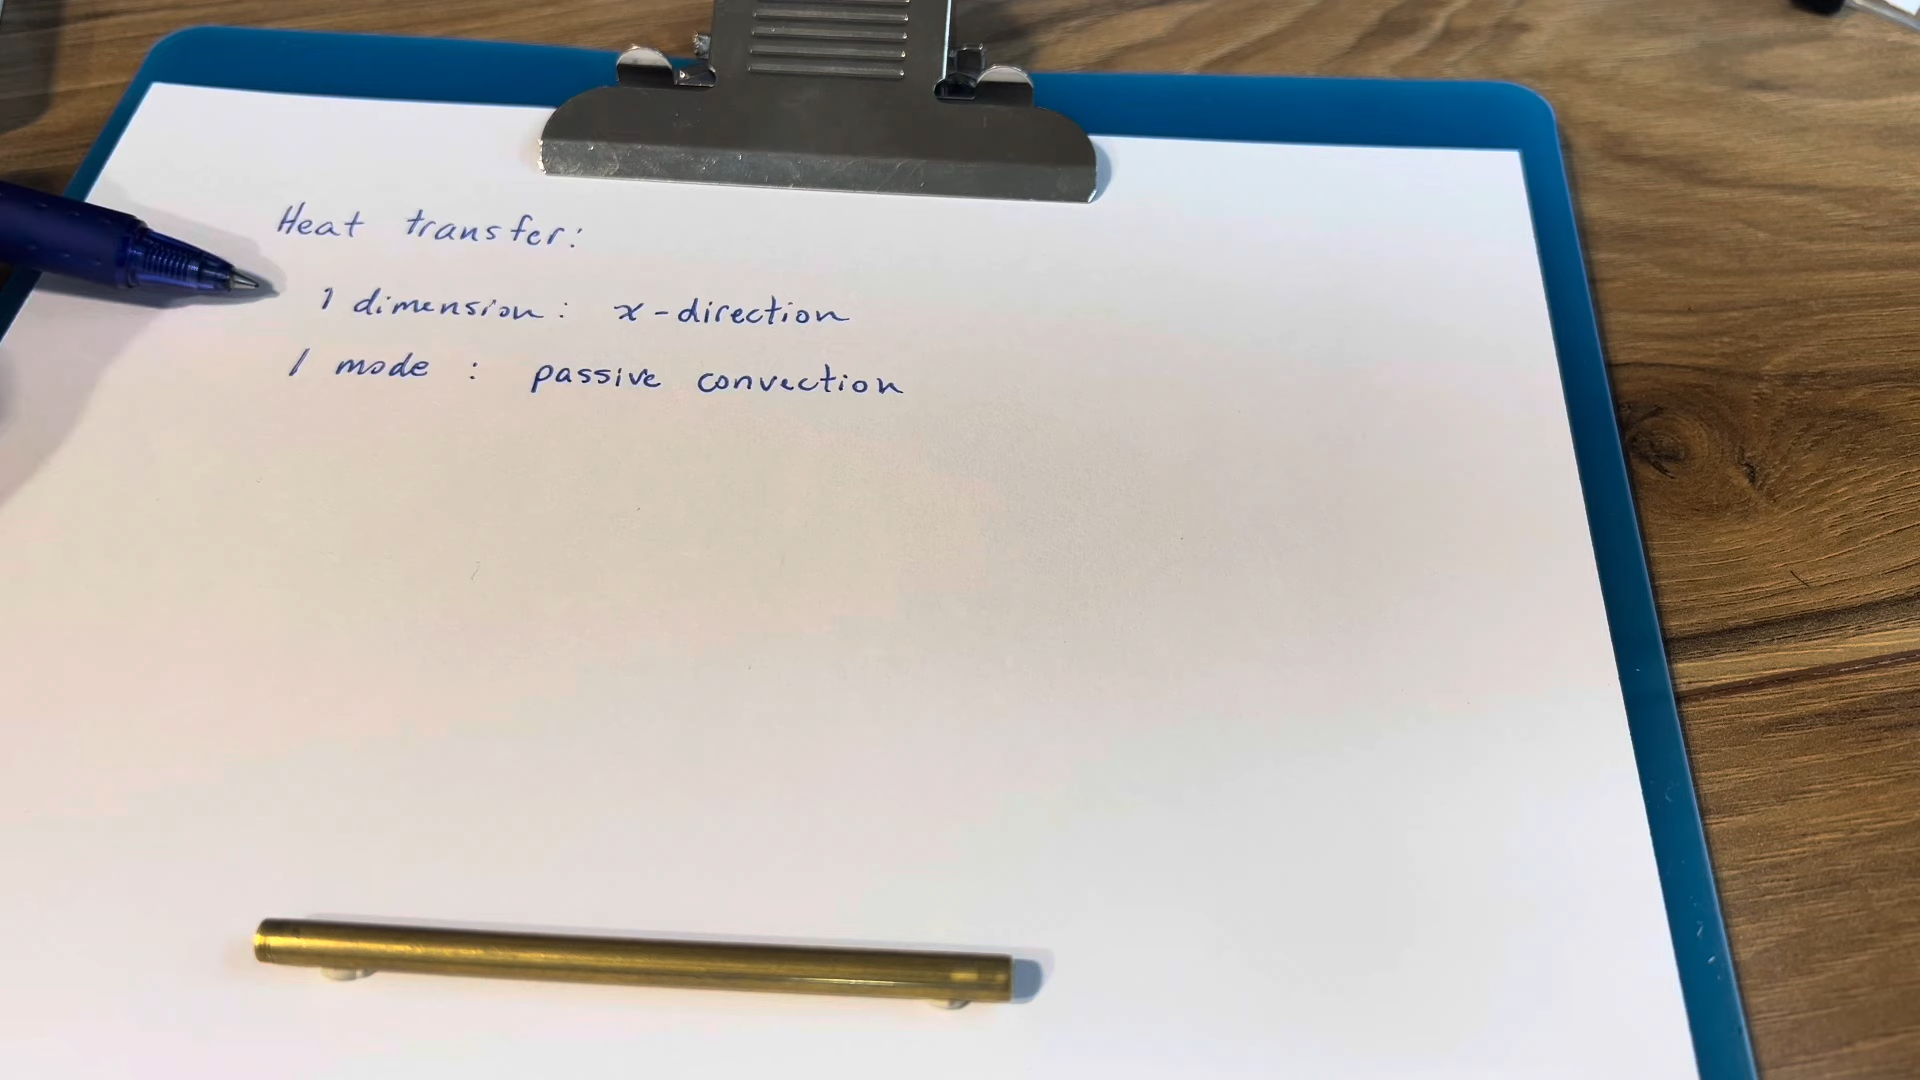 Heat transfer:
1 dimension: x-direction
1 mode : passive convection